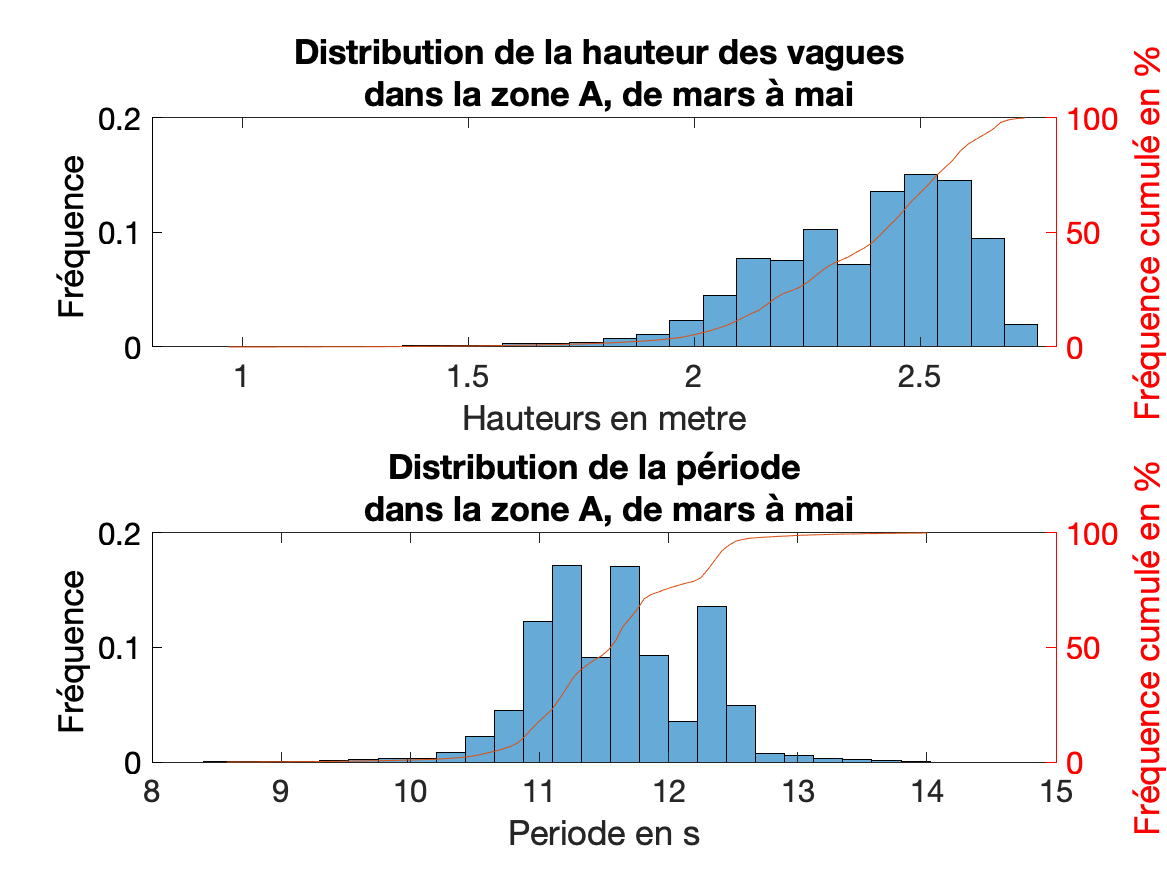 Distribution de la hauteur des vagues
dans la zone A, de mars à mai
Fréquence
0.2
0.1
0
1
1.5
2
2.5
Hauteurs en metre
100
50
0
Fréquence cumulé en %
Distribution de la période
dans la zone A, de mars à mai
Fréquence
0.2
0.1
0
8
9
10
11
12
13
14
15
Periode en s
100
50
0
Fréquence cumulé en %